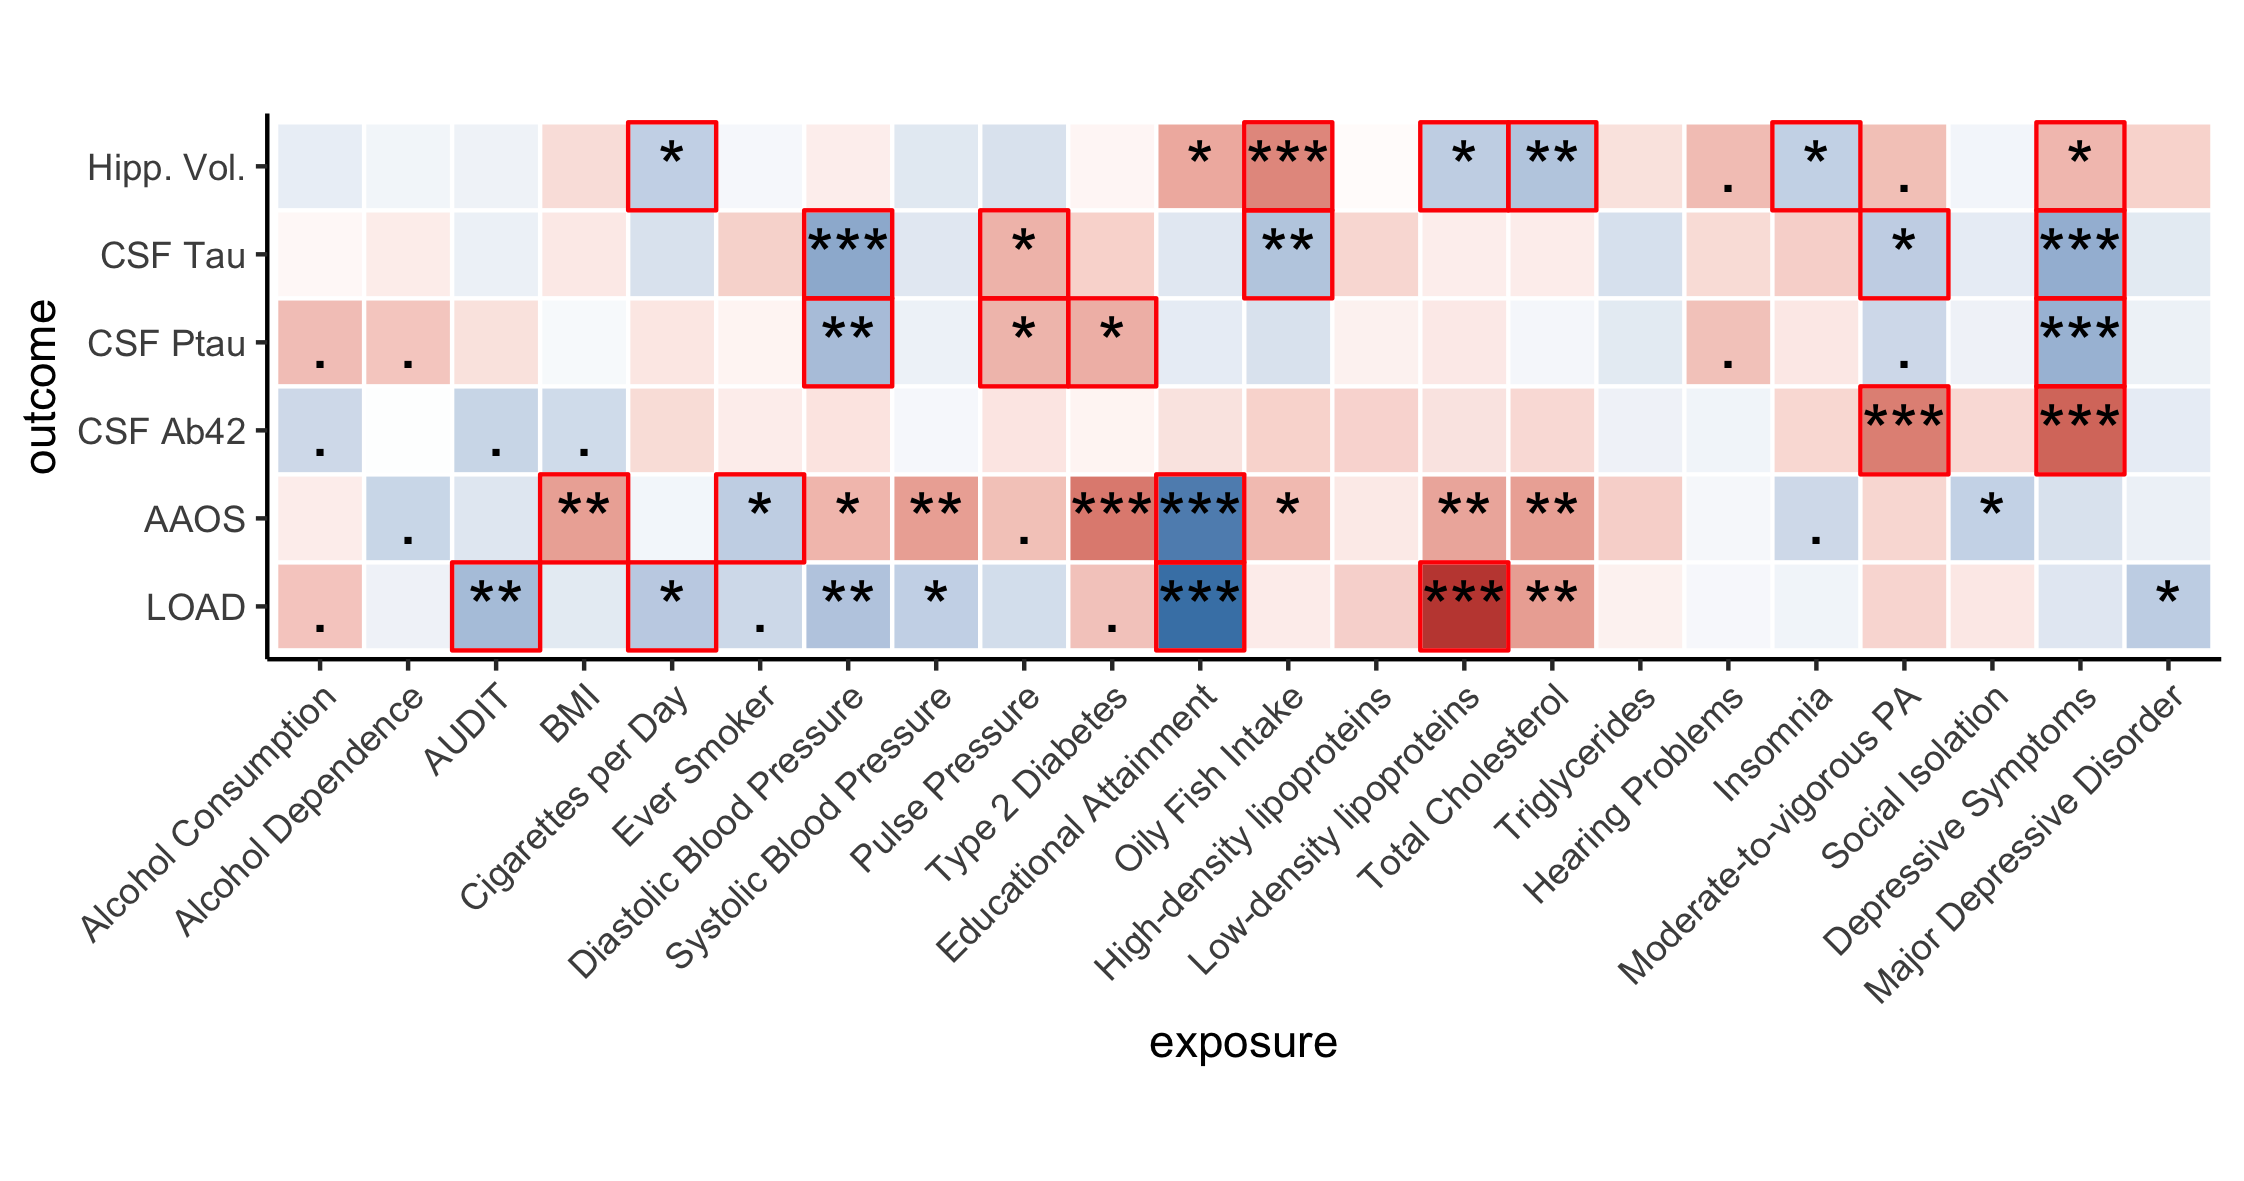 Hipp. Vol. * * *** * ** . * . *
CSF Tau *** * ** * ***
CSF Ptau . . ** * * . . ***
CSF Ab42 . . . *** ***
AAOS . ** * * ** . *** *** * ** ** . *
LOAD . ** * . ** * . *** *** ** *
outcome
Alcohol Consumption
Alcohol Dependence
AUDIT
BMI
Cigarettes per Day
Ever Smoker
Diastolic Blood Pressure
Systolic Blood Pressure
Pulse Pressure
Type 2 Diabetes
Educational Attainment
Oily Fish Intake
High-density lipoproteins
Low-density lipoproteins
Total Cholesterol
Triglycerides
Hearing Problems
Insomnia
Moderate-to-vigorous PA
Social Isolation
Depressive Symptoms
Major Depressive Disorder
exposure